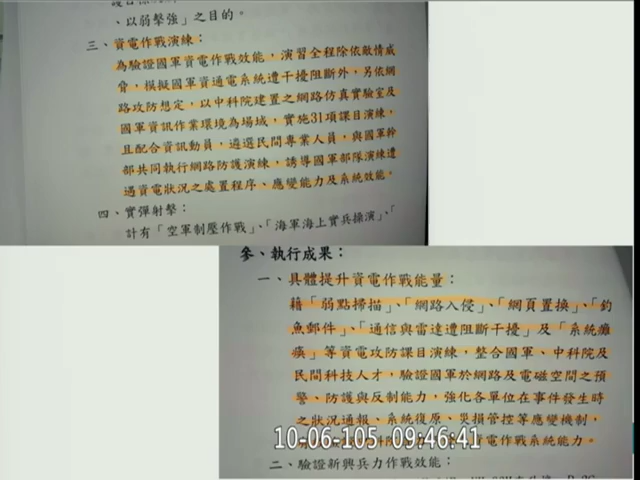 、以弱擊強」之目的。
三、資電作戰演練：
為驗證國軍資電作戰效能，演習全程除依敵情威
脅，模擬國軍資通電系統遭干擾阻斷外，另依網
路攻防想定，以中科院建置之網路仿真實驗室及
國軍資訊作業環境為場域，實施31項課目演練，
且配合資訊動員，遴選民間專業人員，與國軍幹
部共同執行網路防護演練，誘導國軍部隊演練遭
遇資電狀況之處置程序、應變能力及系統效能。
四、實彈射擊：
計有「空軍制壓作戰」、「海軍海上實兵操演」、「
參、執行成果：
一、具體提升資電作戰能量：
藉「弱點掃描」、「網路入侵」、「網頁置換」、「釣
魚郵件」、「通信與雷達遭阻斷干擾」及「系統癱
瘓」等資電攻防課目演練，整合國軍、中科院及
民間科技人才，驗證國軍於網路及電磁空間之預
警、防護與反制能力，強化各單位在事件發生時
之狀況通報、系統復原、災損管控等應變機制，
資電作戰系統能力。
10-06-105 09:46:41
二、驗證新興兵力作戰效能：